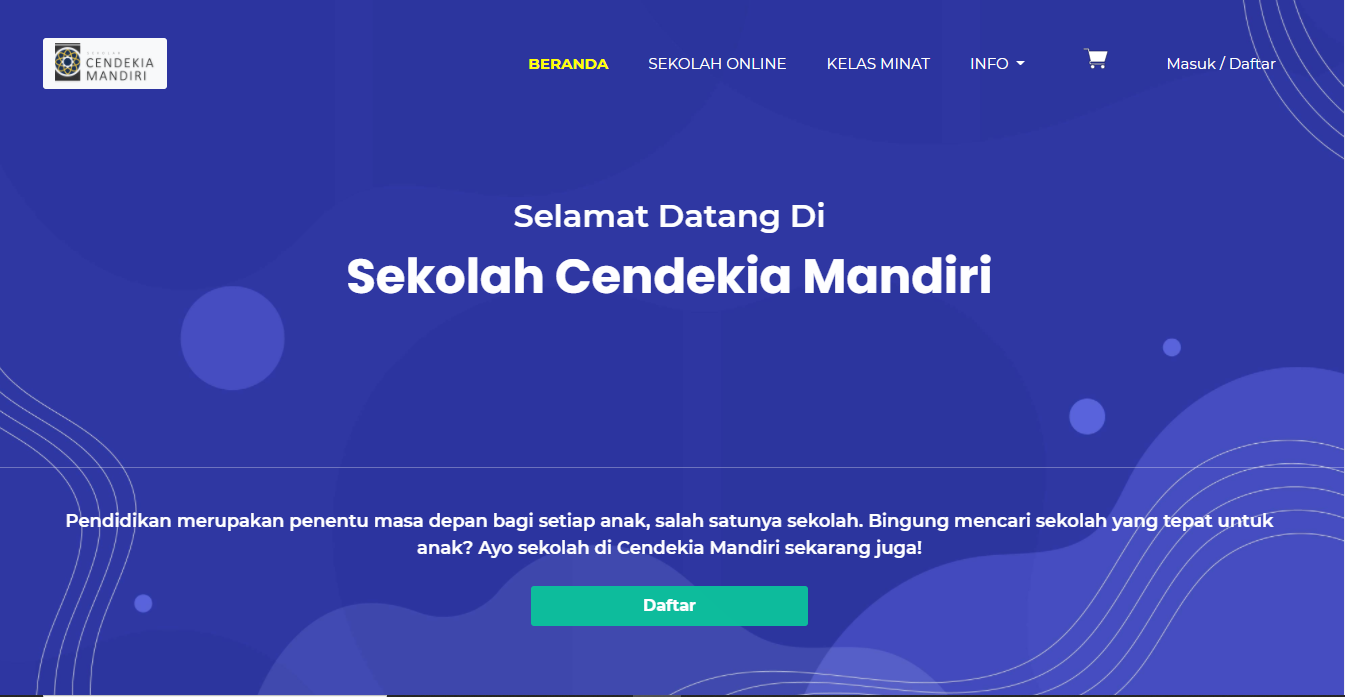 SEKOLAH
CENDEKIA
MANDIRI
BERANDA
SEKOLAH ONLINE
KELAS MINAT
INFO
Masuk / Daftar
Selamat Datang Di
Sekolah Cendekia Mandiri
Pendidikan merupakan penentu masa depan bagi setiap anak, salah satunya sekolah. Bingung mencari sekolah yang tepat untuk
anak? Ayo sekolah di Cendekia Mandiri sekarang juga!
Daftar